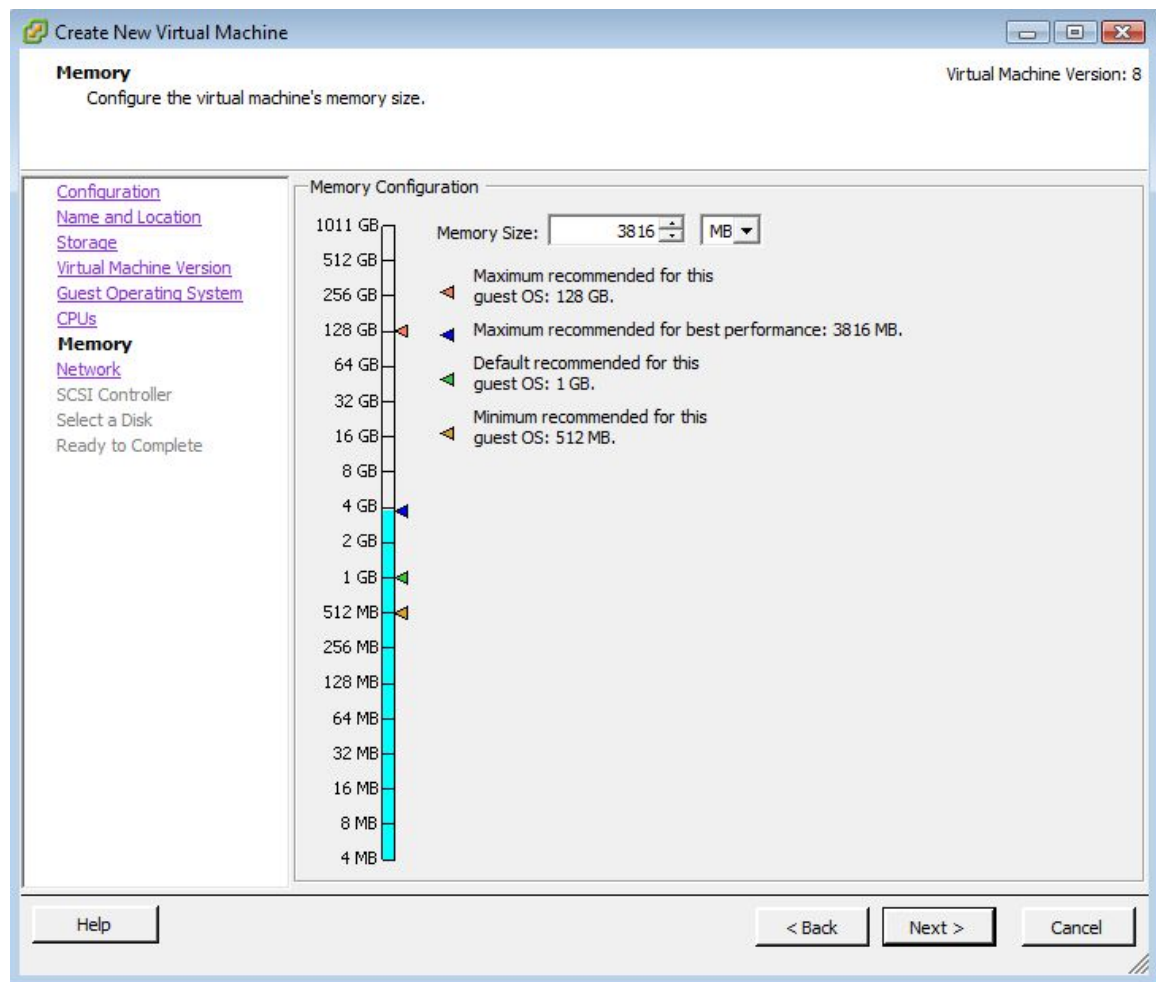 Create New Virtual Machine
Memory
Virtual Machine Version: 8
Configure the virtual machine's memory size.
Configuration
Name and Location
Storage
Virtual Machine Version
Guest Operating System
CPUs
Memory
Network
SCSI Controller
Select a Disk
Ready to Complete
Memory Configuration
1011 GB
512 GB
256 GB
128 GB
64 GB
32 GB
16 GB
8 GB
4 GB
2 GB
1 GB
512 MB
256 MB
128 MB
64 MB
32 MB
16 MB
8 MB
4 MB
Memory Size: 3816 MB
Maximum recommended for this
guest OS: 128 GB.
Maximum recommended for best performance: 3816 MB.
Default recommended for this
guest OS: 1 GB.
Minimum recommended for this
guest OS: 512 MB.
Help
< Back
Next >
Cancel